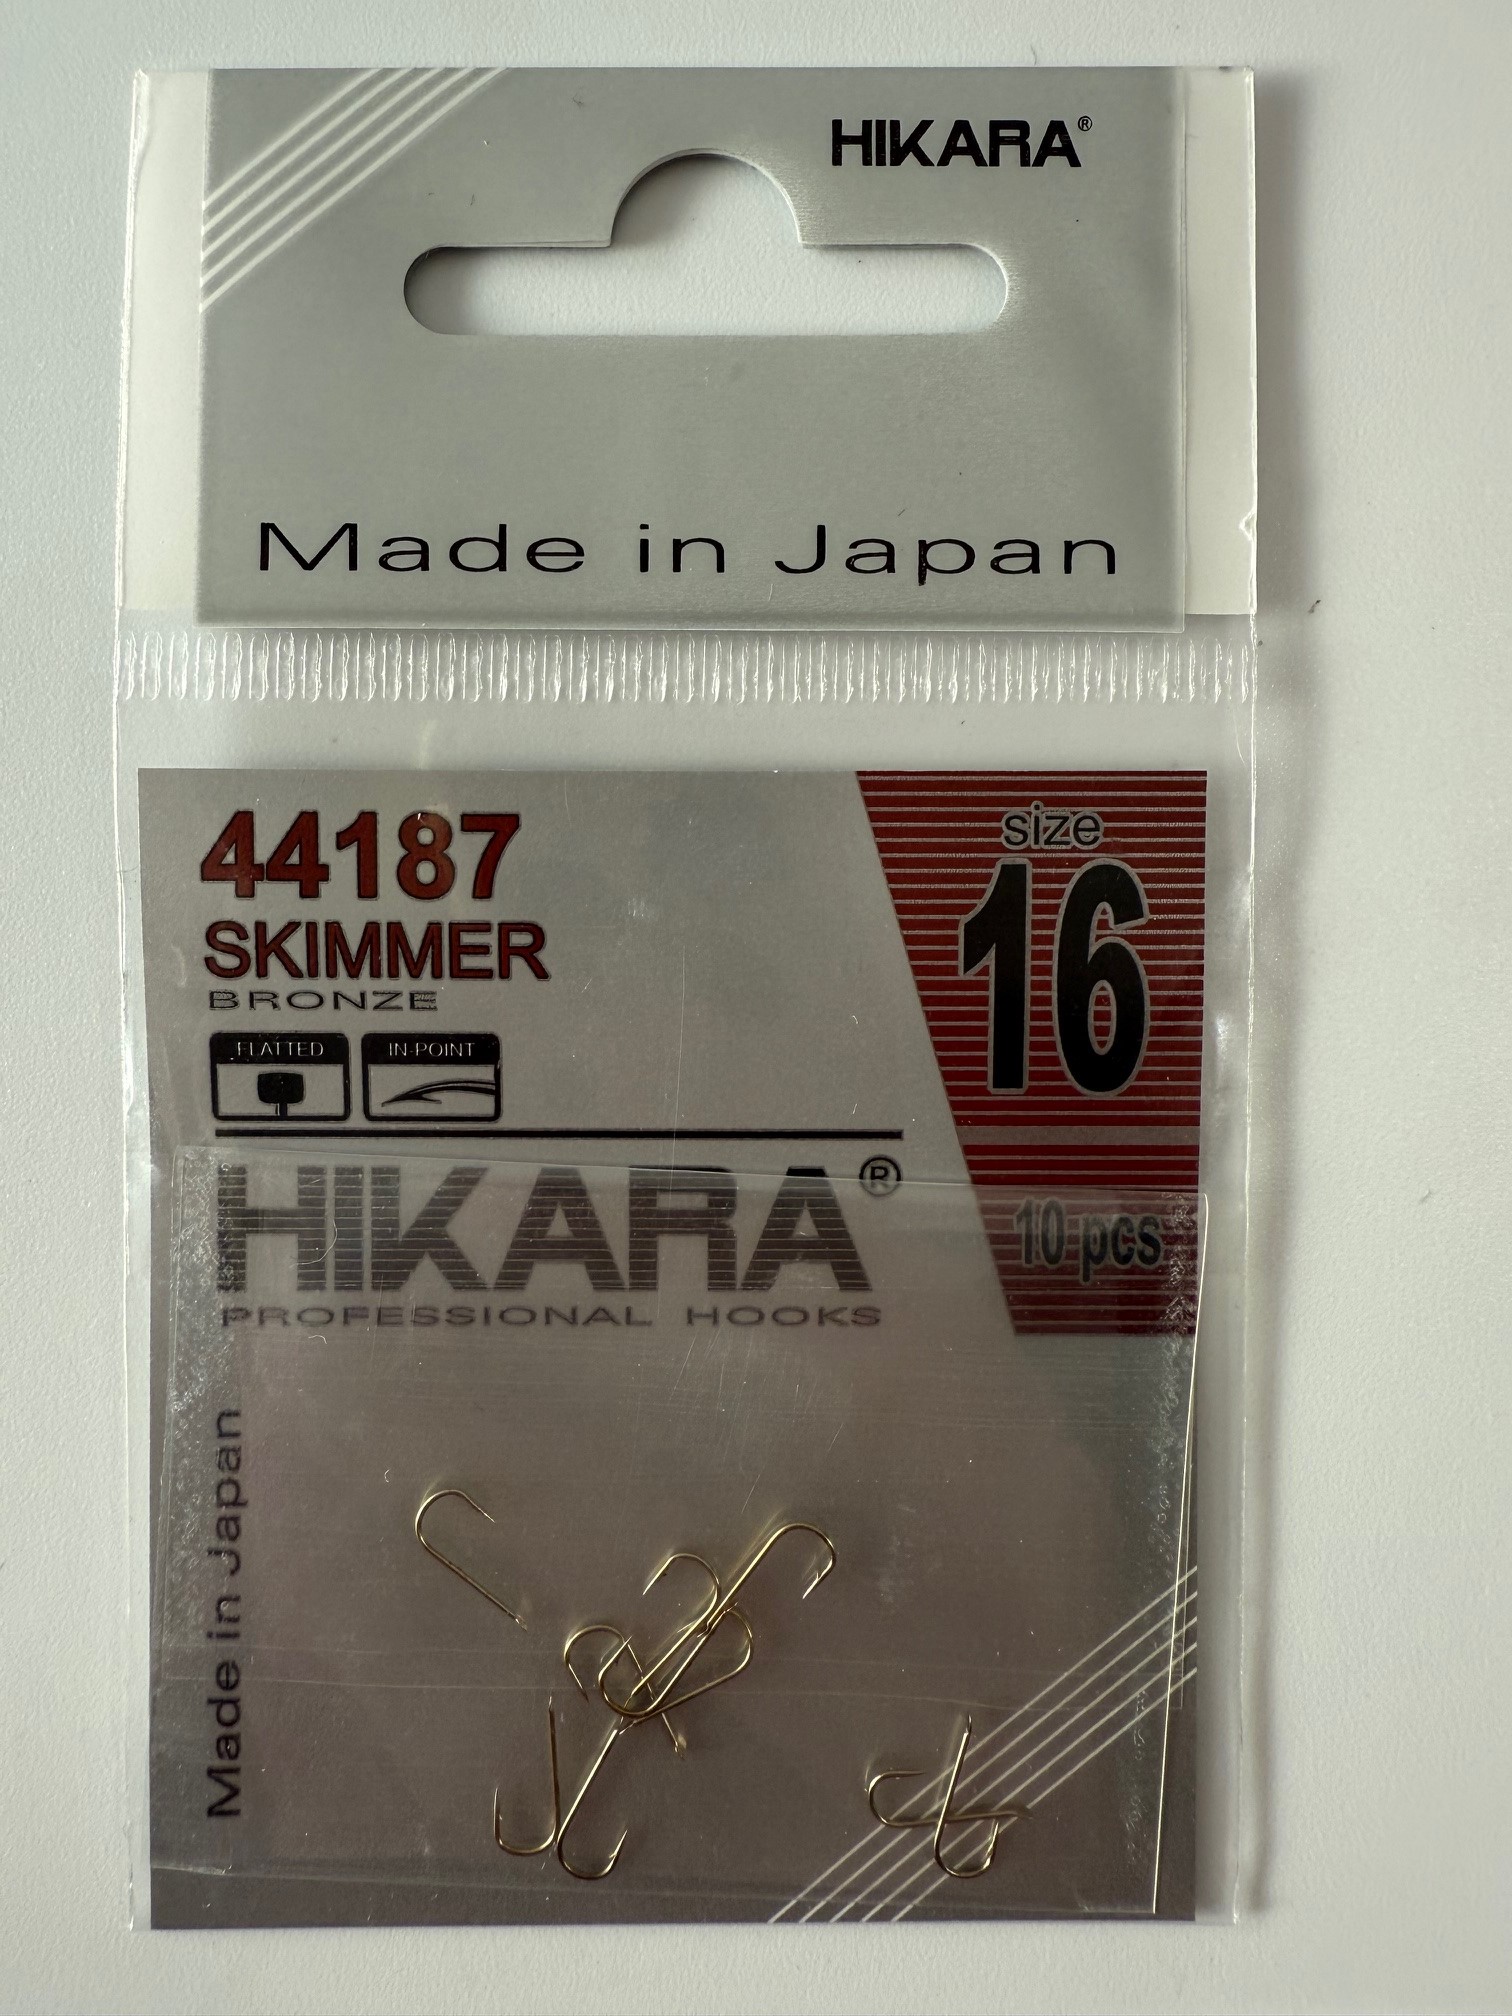 HIKARA®
Made in Japan
44187
SKIMMER
BRONZE
size
16
FLATTED
IN-POINT
HIKARA®
10 pcs
PROFESSIONAL HOOKS
Made in Japan